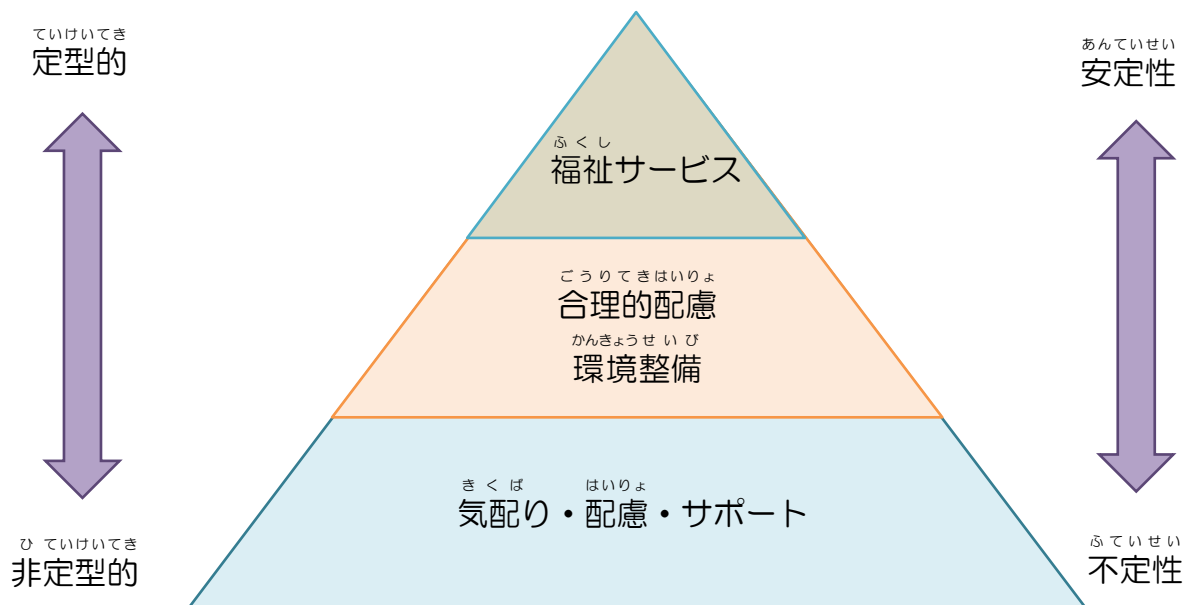 ていけいてき
定型的
あんていせい
安定性
ふくし
福祉サービス
ごうりてきはいりょ
合理的配慮
かんきょうせいび
環境整備
きくば はいりょ
気配り・配慮・サポート
ひ ていけいてき
非定型的
ふていせい
不定性